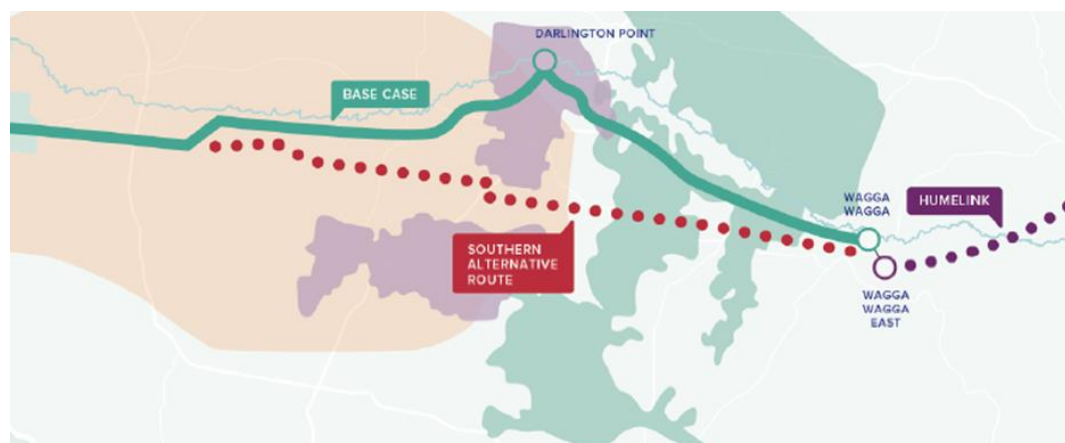 DARLINGTON POINT
BASE CASE
WAGGA
WAGGA
HUMELINK
SOUTHERN
ALTERNATIVE
ROUTE
WAGGA
WAGGA
EAST